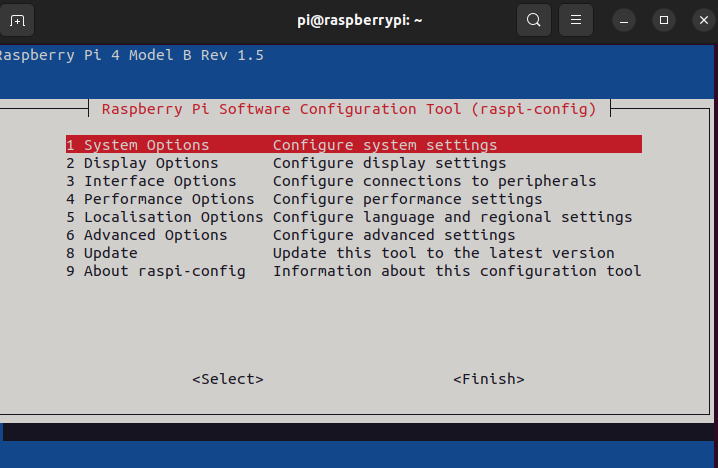 pi@raspberrypi: ~
Raspberry Pi 4 Model B Rev 1.5
Raspberry Pi Software Configuration Tool (raspi-config)
1 System Options Configure system settings
2 Display Options Configure display settings
3 Interface Options Configure connections to peripherals
4 Performance Options Configure performance settings
5 Localisation Options Configure language and regional settings
6 Advanced Options Configure advanced settings
8 Update Update this tool to the latest version
9 About raspi-config Information about this configuration tool
<Select> <Finish>